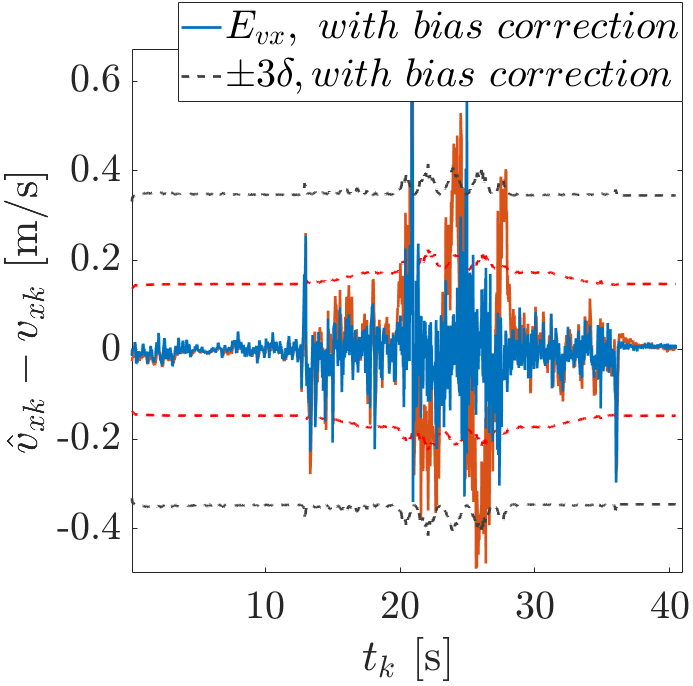 E_{vx}, with bias correction
±3δ, with bias correction
0.6
0.4
0.2
0
-0.2
-0.4
v̂_{xk} − v_{xk} [m/s]
10 20 30 40
t_k [s]